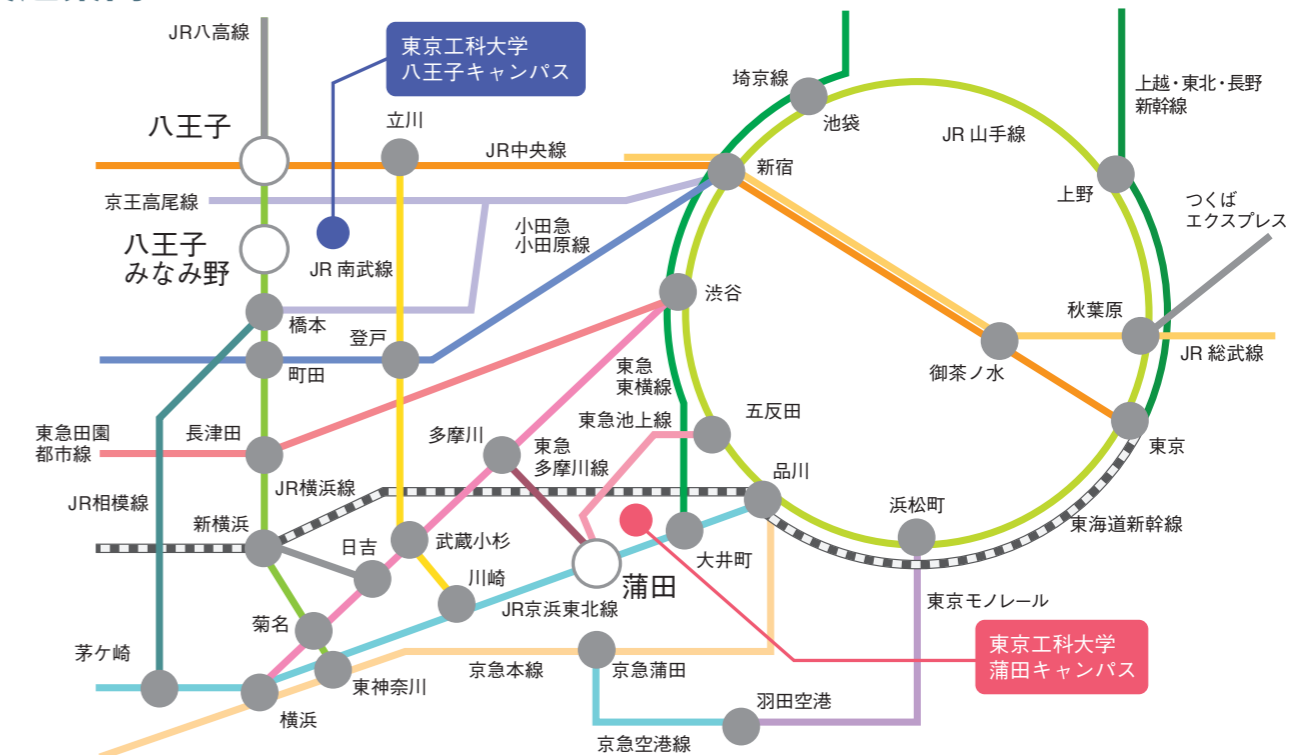 JR八高線
東京工科大学
八王子キャンパス
埼京線
池袋
上越・東北・長野
新幹線
八王子
立川
JR中央線
JR 山手線
新宿
上野
京王高尾線
つくば
エクスプレス
八王子
みなみ野
小田急
小田原線
JR 南武線
橋本
渋谷
秋葉原
登戸
町田
御茶ノ水
JR 総武線
東急
東横線
東急田園
都市線
長津田
多摩川
東急池上線
五反田
東京
東急
多摩川線
品川
JR相模線
JR横浜線
新横浜
浜松町
東海道新幹線
日吉
武蔵小杉
大井町
川崎
蒲田
JR京浜東北線
東京モノレール
菊名
茅ケ崎
東京工科大学
蒲田キャンパス
京急本線
京急蒲田
東神奈川
横浜
羽田空港
京急空港線